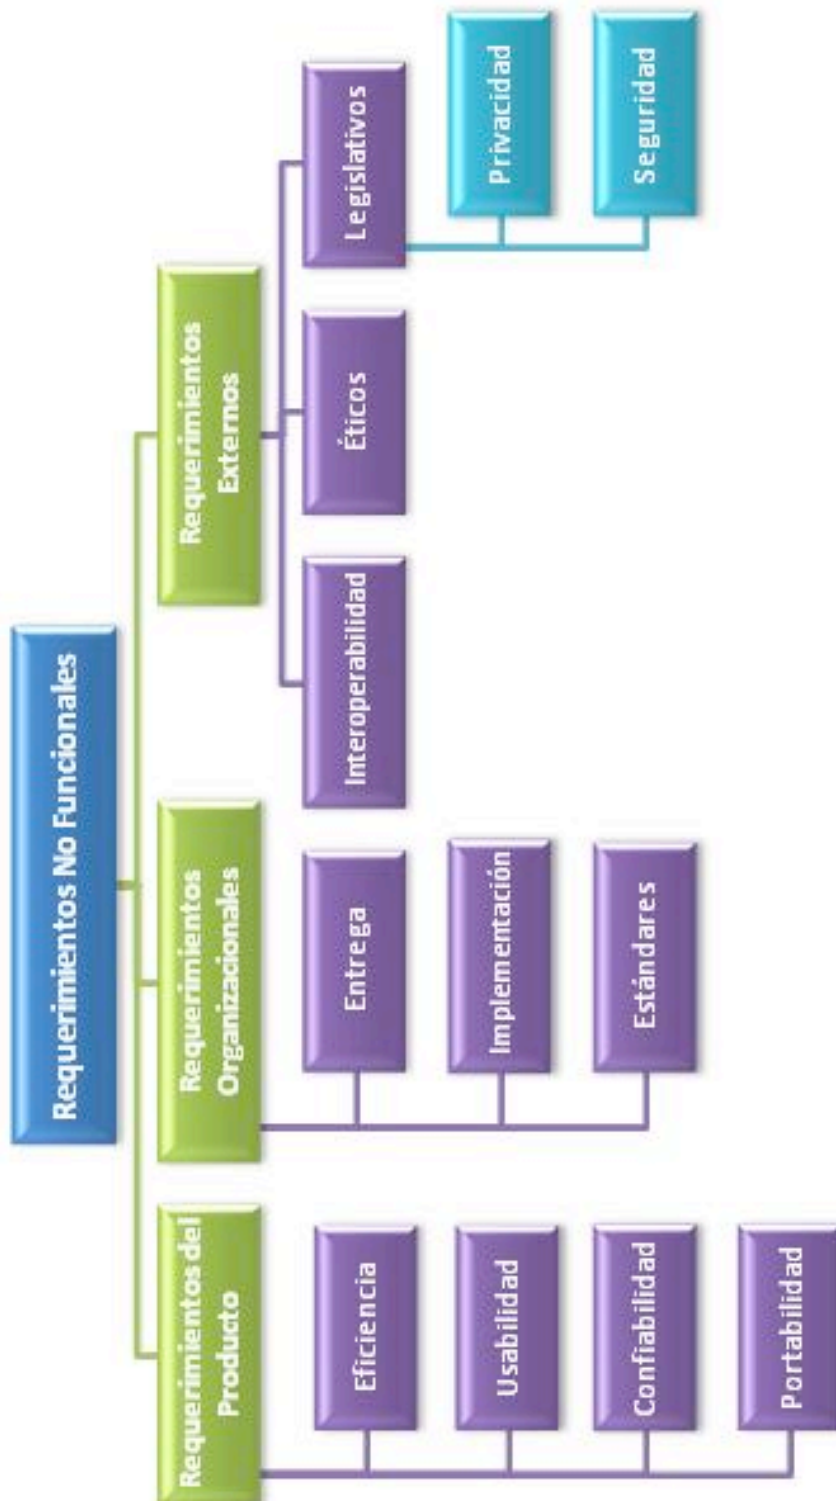 Requerimientos No Funcionales
Requerimientos del
Producto
Eficiencia
Usabilidad
Confiabilidad
Portabilidad
Requerimientos
Organizacionales
Entrega
Implementación
Estándares
Requerimientos
Externos
Interoperabilidad
Éticos
Legislativos
Privacidad
Seguridad